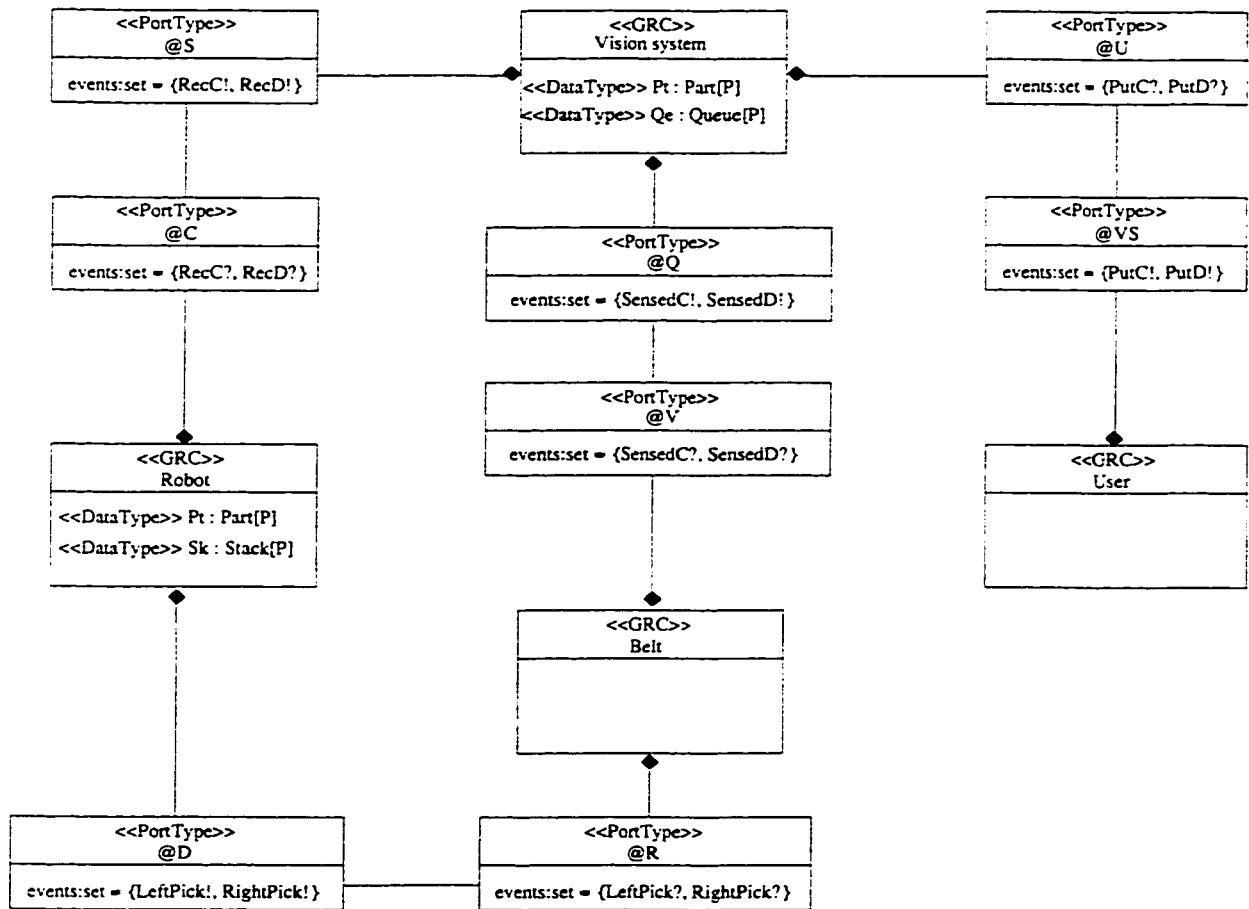 <<PortType>>
@S
events:set = {RecC!, RecD!}
<<GRC>>
Vision system
<<DataType>> Pt : Part[P]
<<DataType>> Qe : Queue[P]
<<PortType>>
@U
events:set = {PutC?, PutD?}
<<PortType>>
@C
events:set = {RecC?, RecD?}
<<PortType>>
@Q
events:set = {SensedC!, SensedD!}
<<PortType>>
@VS
events:set = {PutC!, PutD!}
<<PortType>>
@V
events:set = {SensedC?, SensedD?}
<<GRC>>
Robot
<<DataType>> Pt : Part[P]
<<DataType>> Sk : Stack[P]
<<GRC>>
User
<<GRC>>
Belt
<<PortType>>
@D
events:set = {LeftPick!, RightPick!}
<<PortType>>
@R
events:set = {LeftPick?, RightPick?}